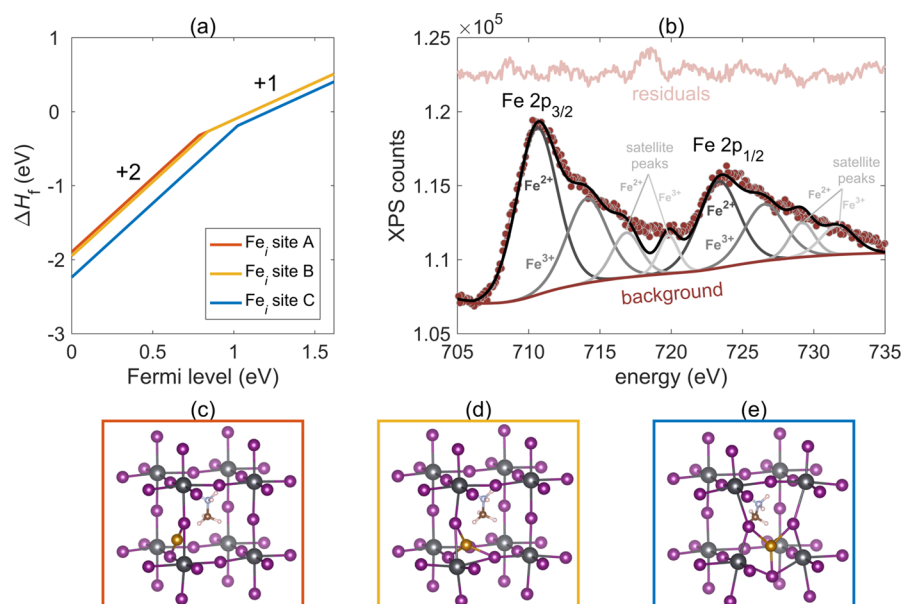 (a)
(b)
1
0
-1
-2
-3
ΔHf (eV)
+2
+1
Fei site A
Fei site B
Fei site C
0
0.5
1
1.5
Fermi level (eV)
×10⁵
1.25
1.2
1.15
1.1
1.05
XPS counts
residuals
Fe 2p3/2
Fe 2p1/2
satellite
peaks
Fe²⁺
Fe³⁺
satellite
peaks
Fe²⁺
Fe³⁺
Fe²⁺
Fe³⁺
Fe²⁺
Fe³⁺
background
705
710
715
720
725
730
735
energy (eV)
(c)
(d)
(e)